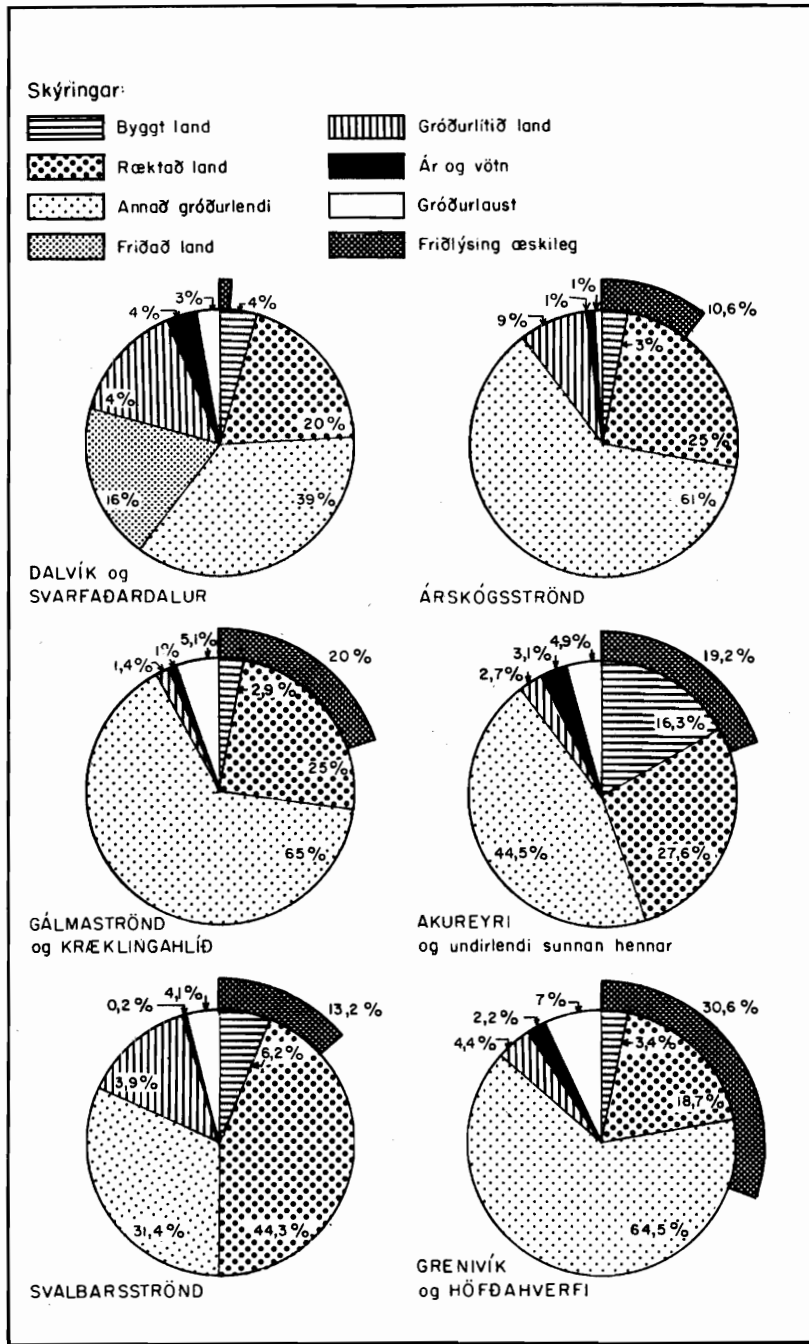 Skýringar:
Byggt land
Ræktað land
Annað gróðurlendi
Friðað land
Gróðurlítið land
Ár og vötn
Gróðurlaust
Friðlýsing æskileg
4% 3% 4%
20%
39%
16%
4%
DALVÍK og
SVARFAÐARDALUR
9% 1% 1% 10,6%
3%
25%
61%
ÁRSKÓGSSTRÖND
1,4% 1% 5,1% 20%
2,9%
25%
65%
GÁLMASTRÖND
og KRÆKLINGAHLÍÐ
2,7% 3,1% 4,9% 19,2%
16,3%
27,6%
44,5%
AKUREYRI
og undirlendi sunnan hennar
0,2% 4,1% 13,2%
6,2%
3,9%
44,3%
31,4%
SVALBARSSTRÖND
4,4% 2,2% 7% 30,6%
3,4%
18,7%
64,5%
GRENIVÍK
og HÖFÐAHVERFI